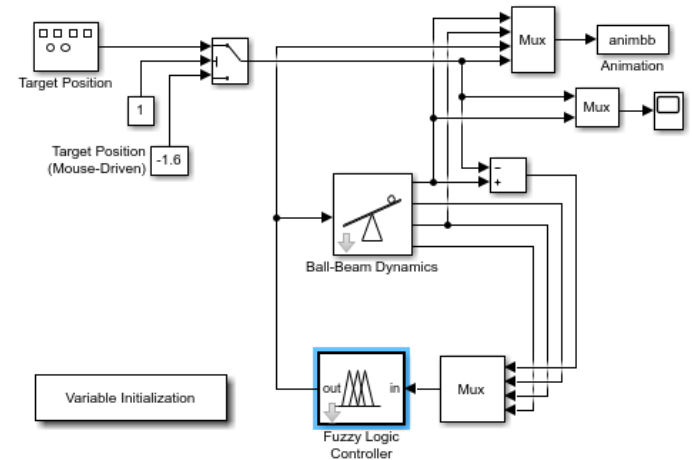 Mux
animbb
Animation
Target Position
1
Mux
Target Position
(Mouse-Driven)
-1.6
−
+
Ball-Beam Dynamics
Variable Initialization
out
in
Mux
Fuzzy Logic
Controller